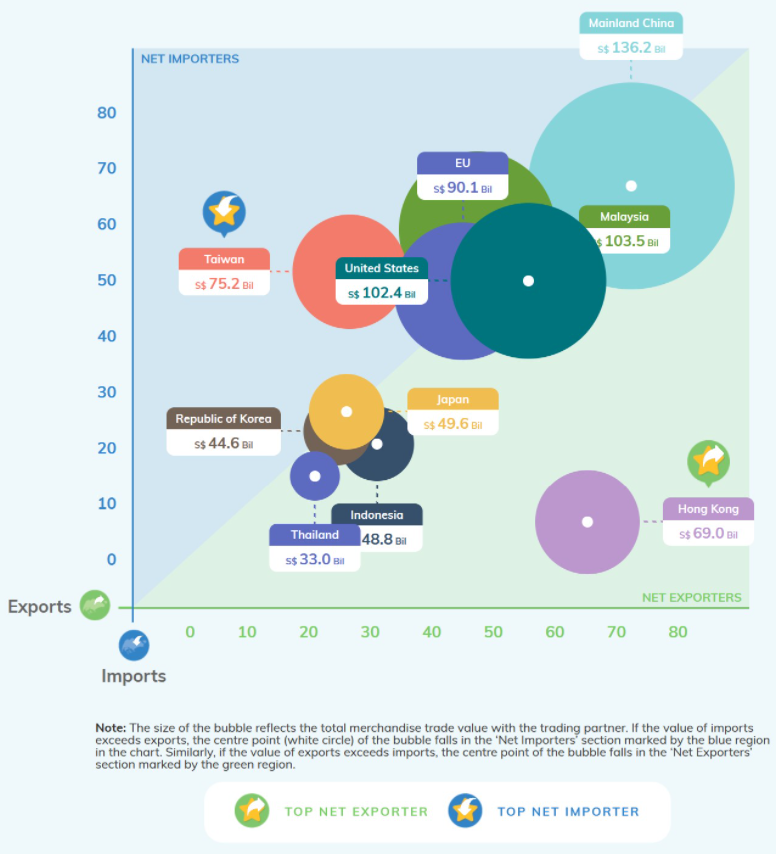 Mainland China
S$ 136.2 Bil
NET IMPORTERS
80
70
60
50
40
30
20
10
0
EU
S$ 90.1 Bil
Malaysia
$ 103.5 Bil
Taiwan
S$ 75.2 Bil
United States
S$ 102.4 Bil
Japan
S$ 49.6 Bil
Republic of Korea
S$ 44.6 Bil
Hong Kong
S$ 69.0 Bil
Indonesia
48.8 Bil
Thailand
S$ 33.0 Bil
NET EXPORTERS
Exports
0 10 20 30 40 50 60 70 80
Imports
Note: The size of the bubble reflects the total merchandise trade value with the trading partner. If the value of imports
exceeds exports, the centre point (white circle) of the bubble falls in the ‘Net Importers’ section marked by the blue region
in the chart. Similarly, if the value of exports exceeds imports, the centre point of the bubble falls in the ‘Net Exporters’
section marked by the green region.
TOP NET EXPORTER
TOP NET IMPORTER